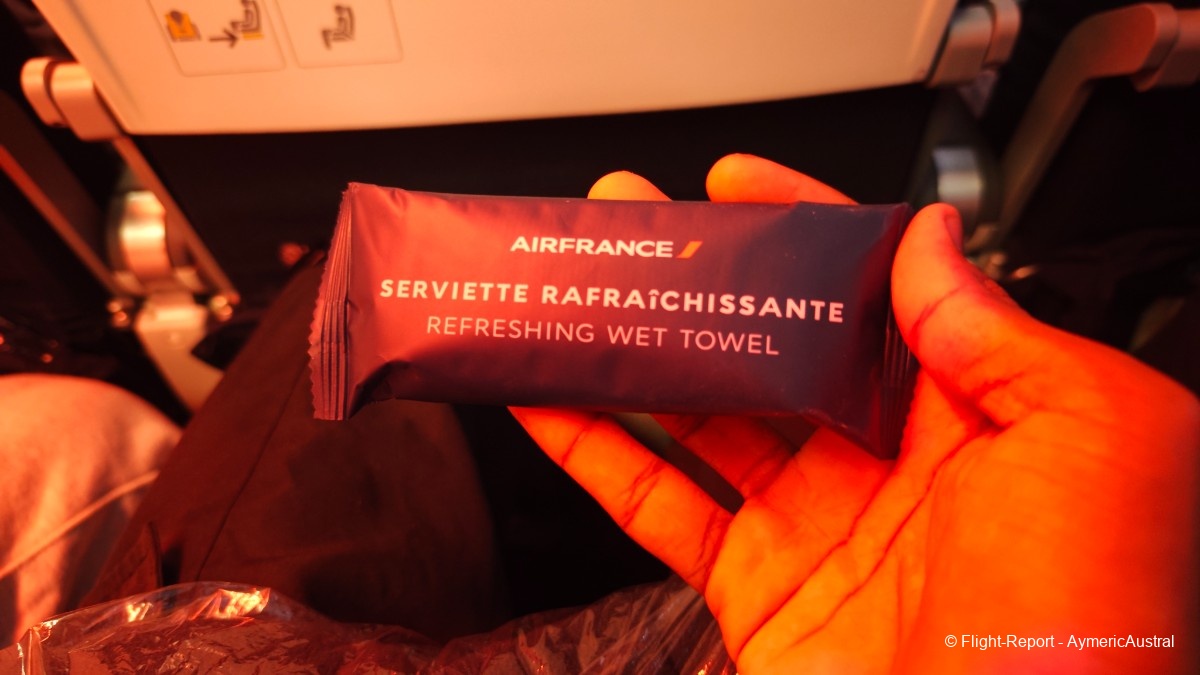 AIRFRANCE
SERVIETTE RAFRAîCHISSANTE
REFRESHING WET TOWEL
© Flight-Report - AymericAustral